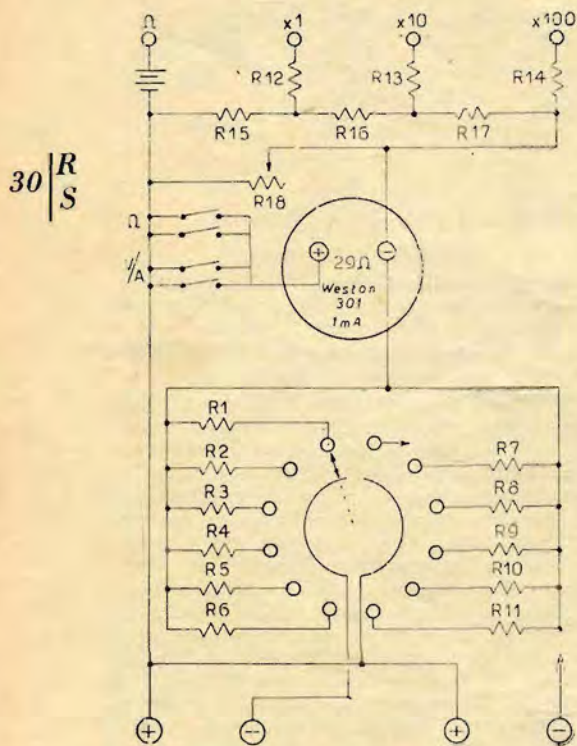 Ω x1 x10 x100
R12 R13 R14
R15 R16 R17
30 R
S
R18
Ω
V/A
+ 29Ω −
Weston
301
1mA
R1
R2 R7
R3 R8
R4 R9
R5 R10
R6 R11
+ − + −